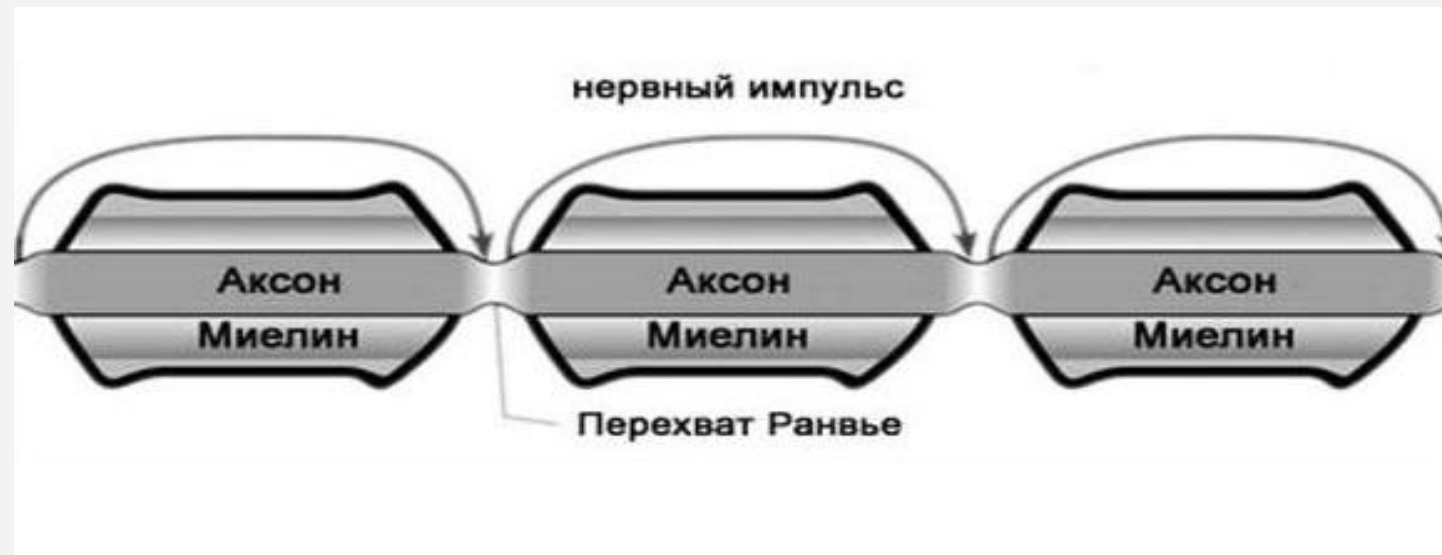 нервный импульс
Аксон Аксон Аксон
Миелин Миелин Миелин
Перехват Ранвье